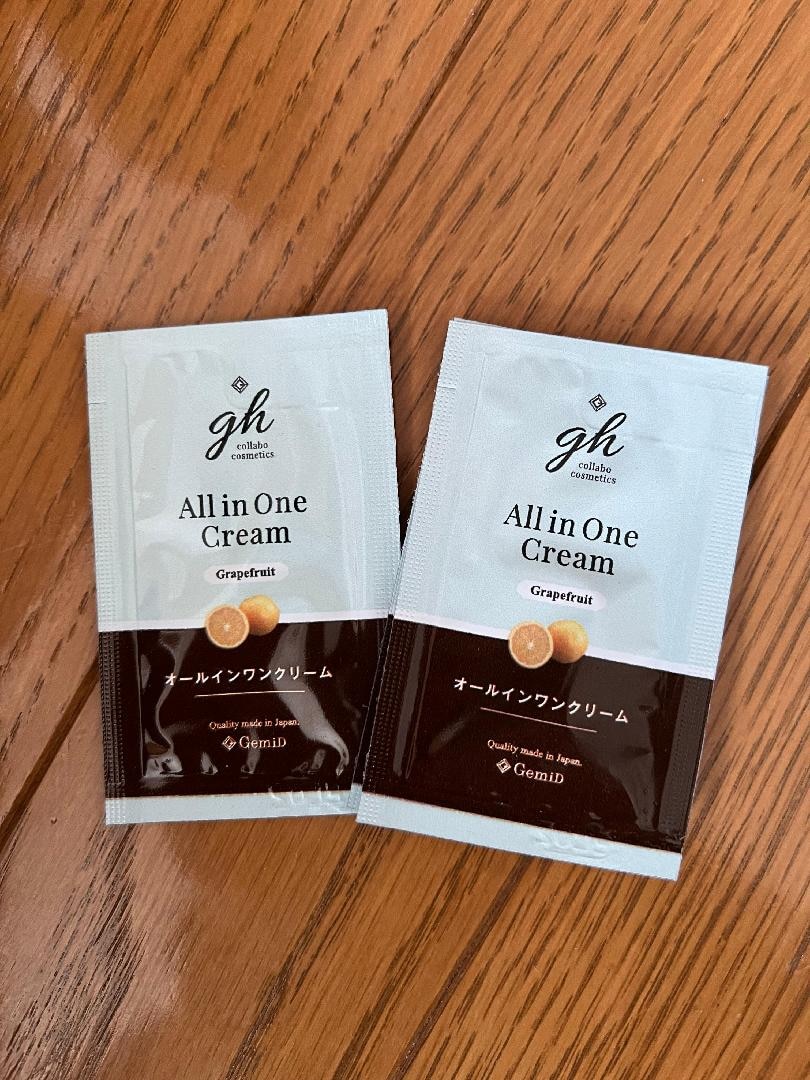 gh
collabo
cosmetics
All in One
Cream
Grapefruit
オールインワンクリーム
Quality made in Japan.
GemiD
gh
collabo
cosmetics
All in One
Cream
Grapefruit
オールインワンクリーム
Quality made in Japan.
GemiD